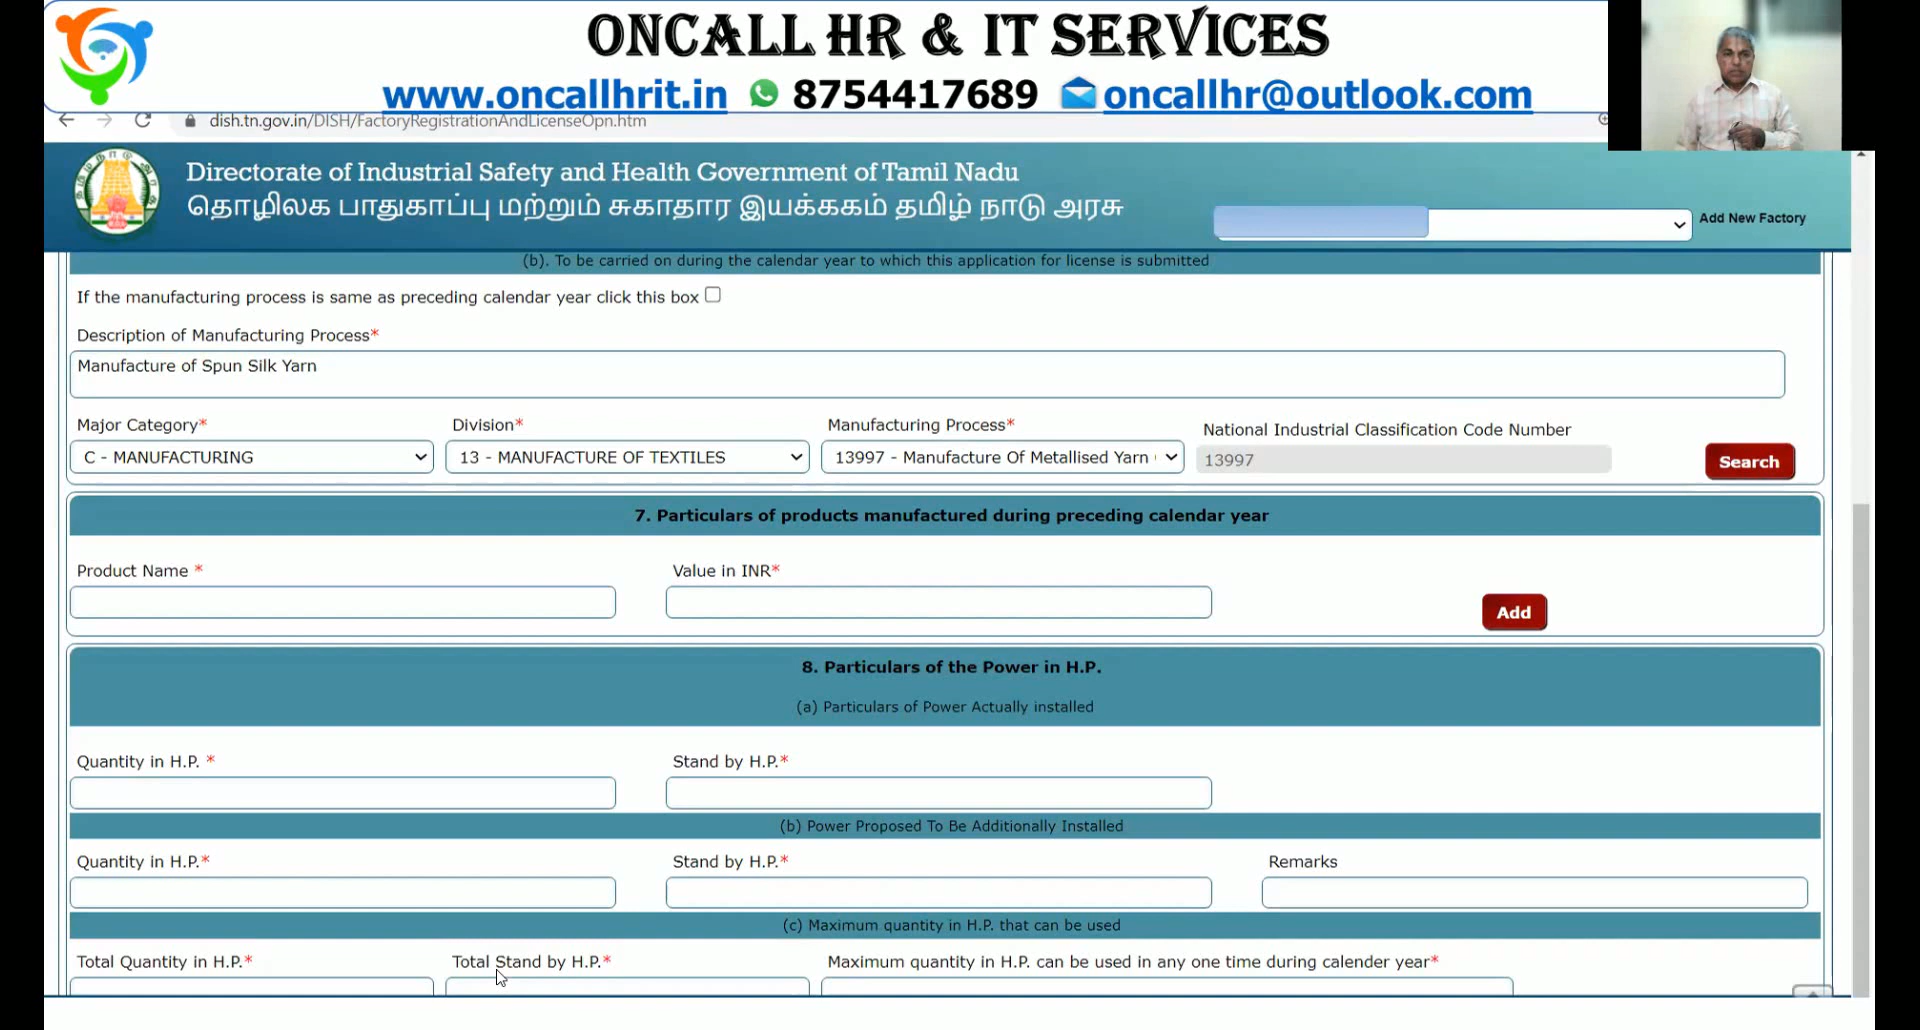 ONCALL HR & IT SERVICES
www.oncallhrit.in 8754417689 oncallhr@outlook.com
dish.tn.gov.in/DISH/FactoryRegistrationAndLicenseOpn.htm
Directorate of Industrial Safety and Health Government of Tamil Nadu
தொழிலக பாதுகாப்பு மற்றும் சுகாதார இயக்ககம் தமிழ் நாடு அரசு
Add New Factory
(b). To be carried on during the calendar year to which this application for license is submitted
If the manufacturing process is same as preceding calendar year click this box
Description of Manufacturing Process*
Manufacture of Spun Silk Yarn
Major Category* Division* Manufacturing Process* National Industrial Classification Code Number
C - MANUFACTURING 13 - MANUFACTURE OF TEXTILES 13997 - Manufacture Of Metallised Yarn 13997 Search
7. Particulars of products manufactured during preceding calendar year
Product Name * Value in INR*
Add
8. Particulars of the Power in H.P.
(a) Particulars of Power Actually installed
Quantity in H.P. * Stand by H.P.*
(b) Power Proposed To Be Additionally Installed
Quantity in H.P.* Stand by H.P.* Remarks
(c) Maximum quantity in H.P. that can be used
Total Quantity in H.P.* Total Stand by H.P.* Maximum quantity in H.P. can be used in any one time during calender year*